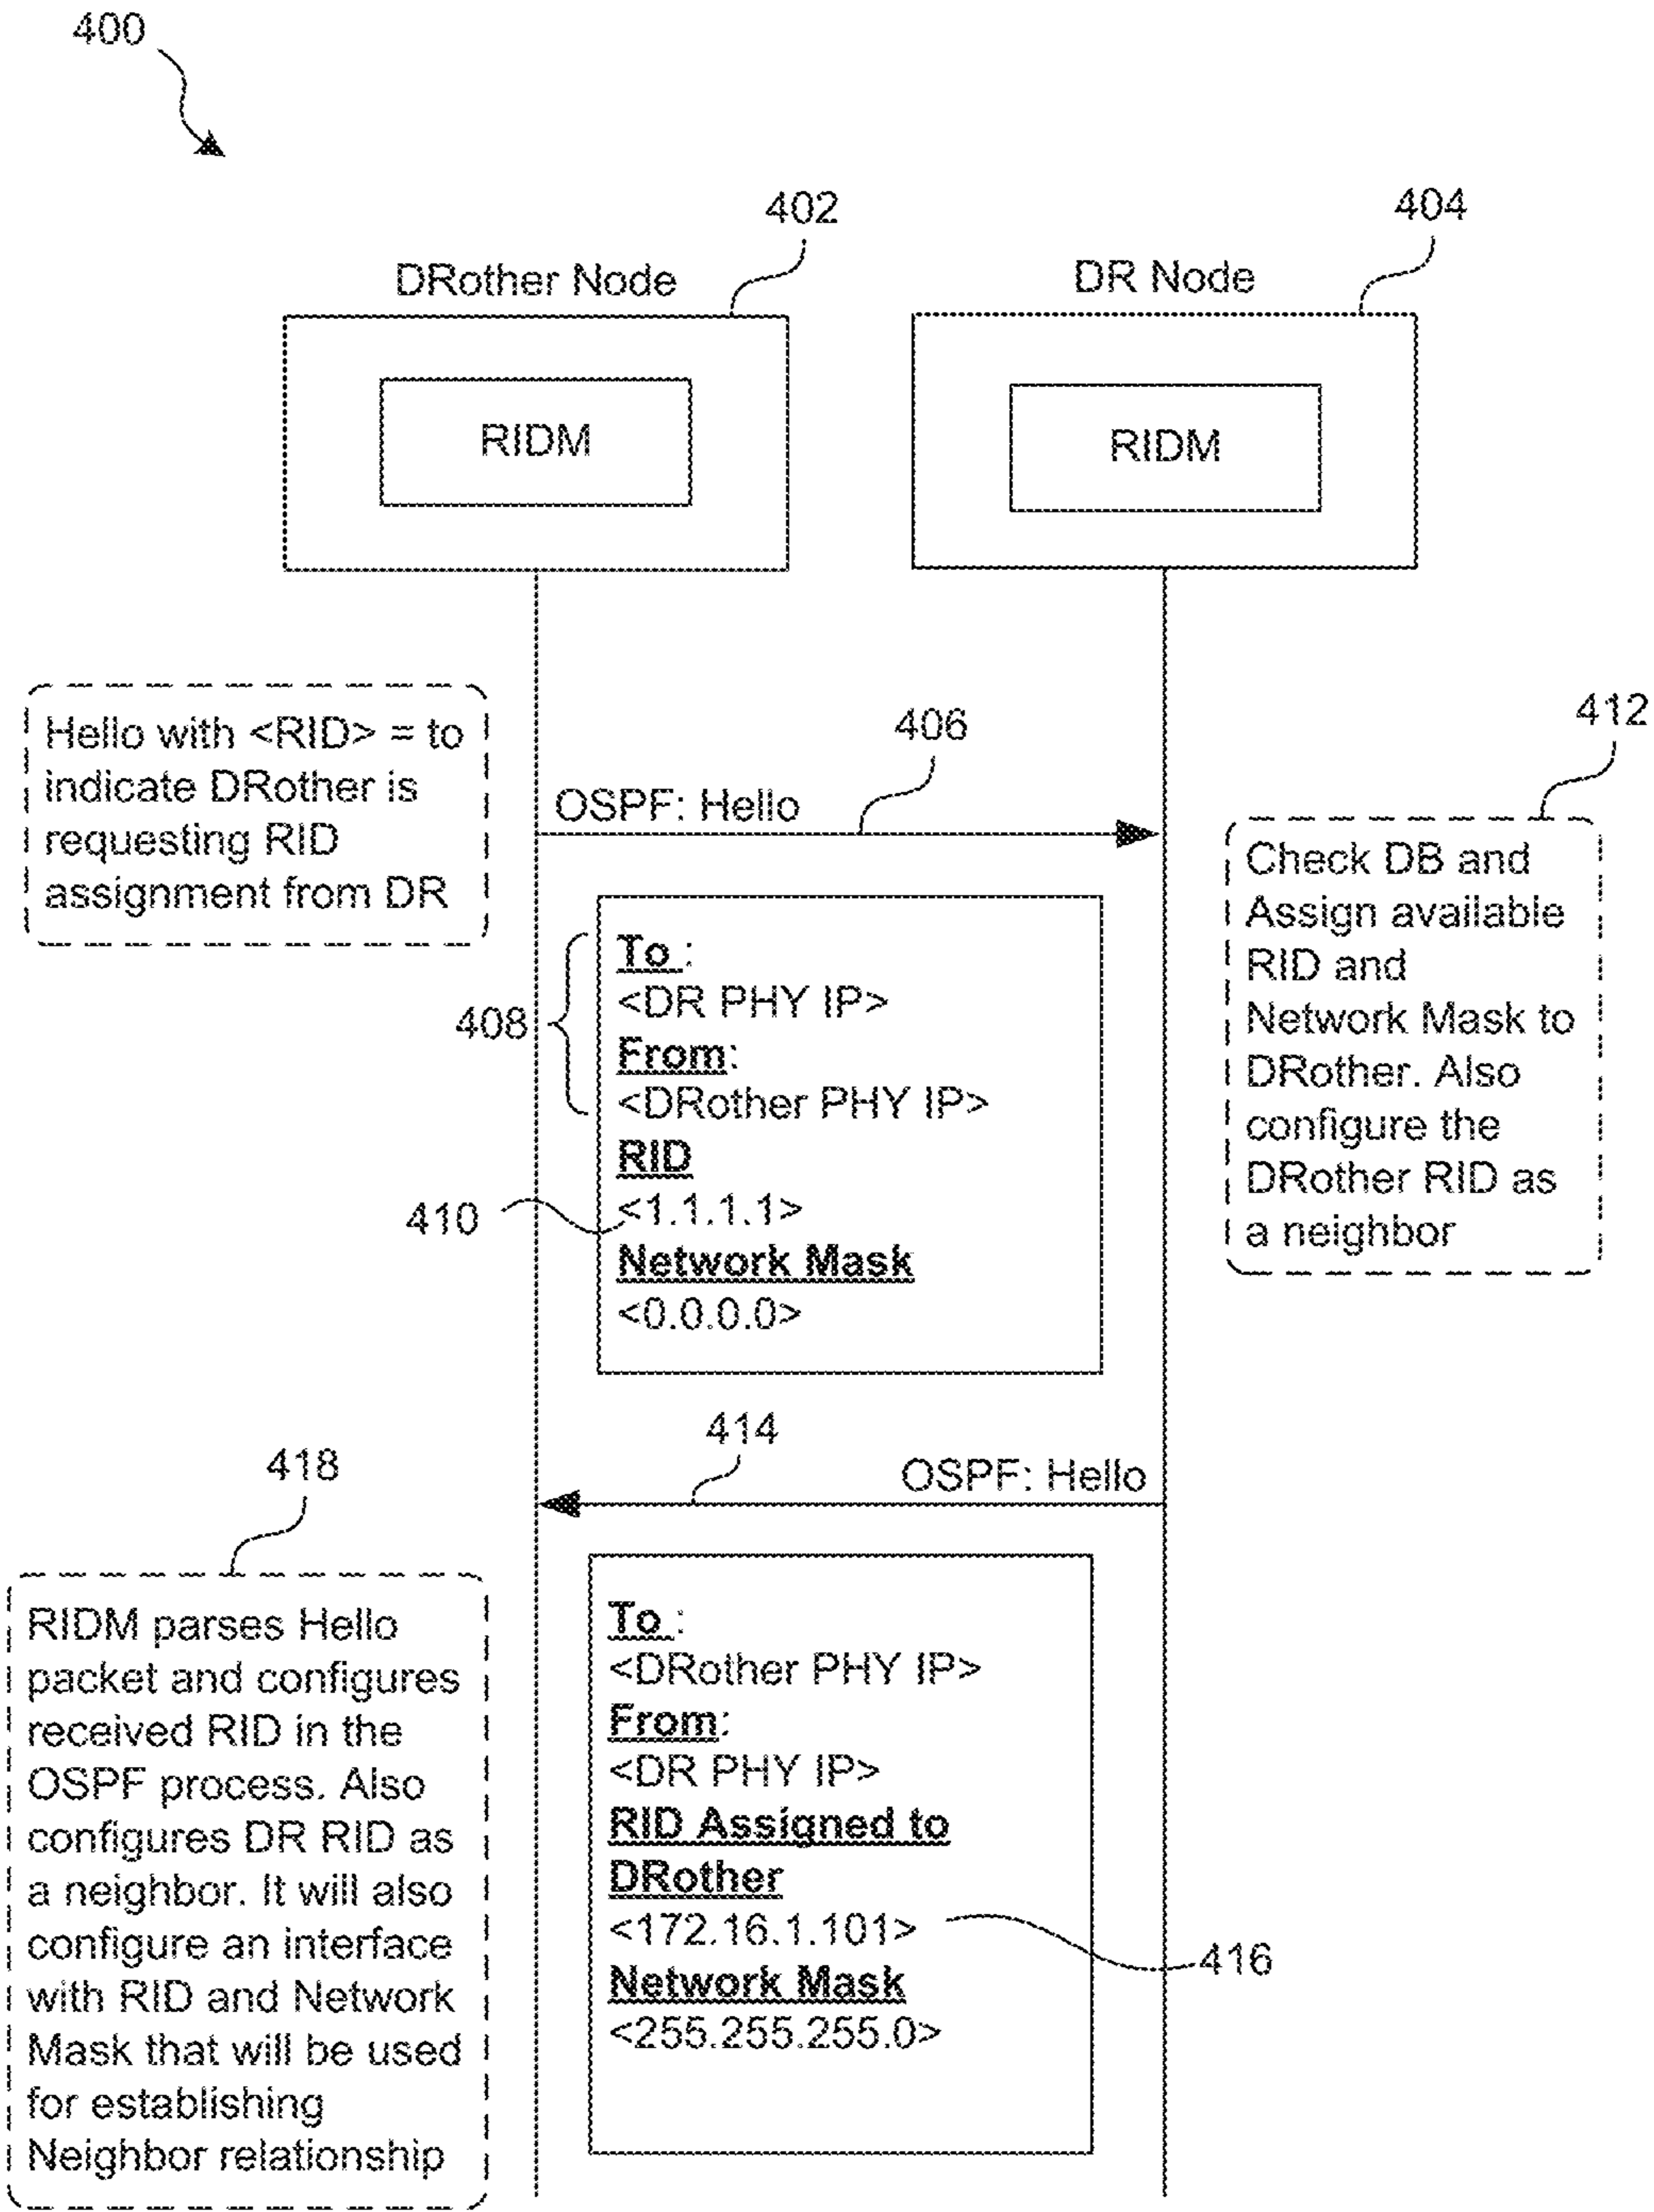 400
402
404
DRother Node
DR Node
RIDM
RIDM
Hello with <RID> = to
indicate DRother is
requesting RID
assignment from DR
406
OSPF: Hello
412
Check DB and
Assign available
RID and
Network Mask to
DRother. Also
configure the
DRother RID as
a neighbor
408
To :
<DR PHY IP>
From:
<DRother PHY IP>
RID
410
<1.1.1.1>
Network Mask
<0.0.0.0>
414
OSPF: Hello
418
RIDM parses Hello
packet and configures
received RID in the
OSPF process. Also
configures DR RID as
a neighbor. It will also
configure an interface
with RID and Network
Mask that will be used
for establishing
Neighbor relationship
To :
<DRother PHY IP>
From:
<DR PHY IP>
RID Assigned to
DRother
<172.16.1.101>
416
Network Mask
<255.255.255.0>